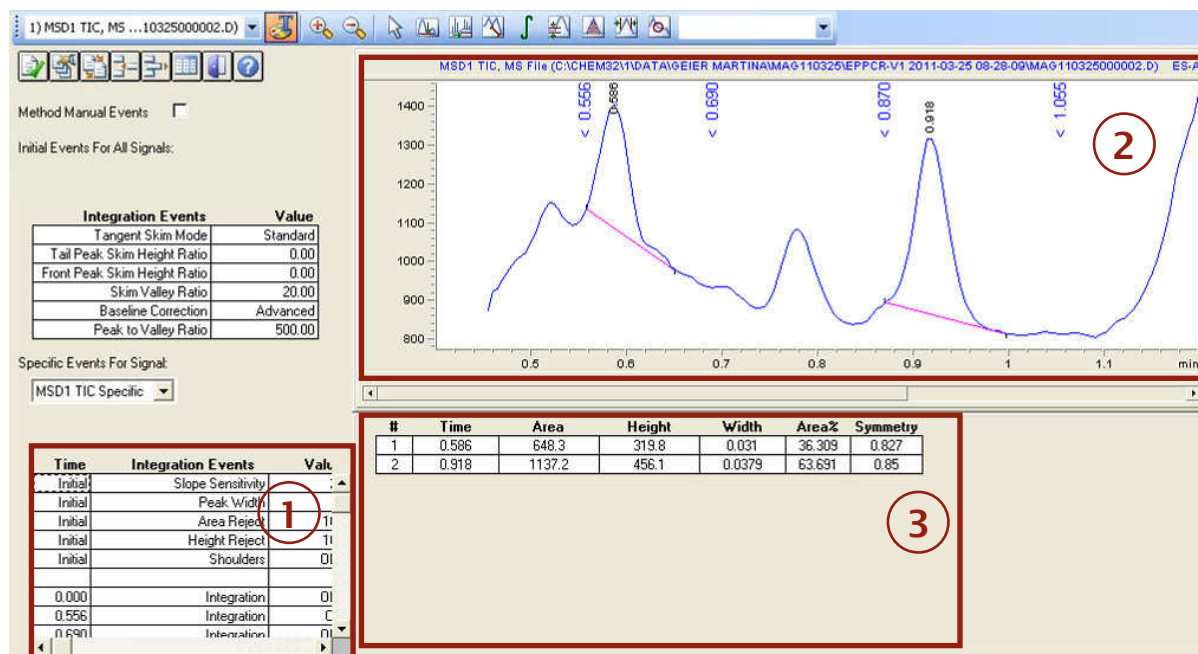 1) MSD1 TIC, MS ...10325000002.D)
Method Manual Events
Initial Events For All Signals:
Integration Events Value
Tangent Skim Mode Standard
Tail Peak Skim Height Ratio 0.00
Front Peak Skim Height Ratio 0.00
Skim Valley Ratio 20.00
Baseline Correction Advanced
Peak to Valley Ratio 500.00
Specific Events For Signal:
MSD1 TIC Specific
Time Integration Events
Initial Slope Sensitivity
Initial Peak Width
Initial Area Reject
Initial Height Reject
Initial Shoulders
0.000 Integration
0.556 Integration
0.690 Integration
1
MSD1 TIC, MS File (C:\CHEM32\1\DATA\GEIER MARTINA\MAG110325\EPPCR-V1 2011-03-25 08-28-09\MAG110325000002.D) ES-A
< 0.556
0.586
< 0.690
< 0.870
0.918
< 1.055
2
1400
1300
1200
1100
1000
900
800
0.5 0.6 0.7 0.8 0.9 1 1.1 min
# Time Area Height Width Area% Symmetry
1 0.586 648.3 319.8 0.031 36.309 0.827
2 0.918 1137.2 456.1 0.0379 63.691 0.85
3